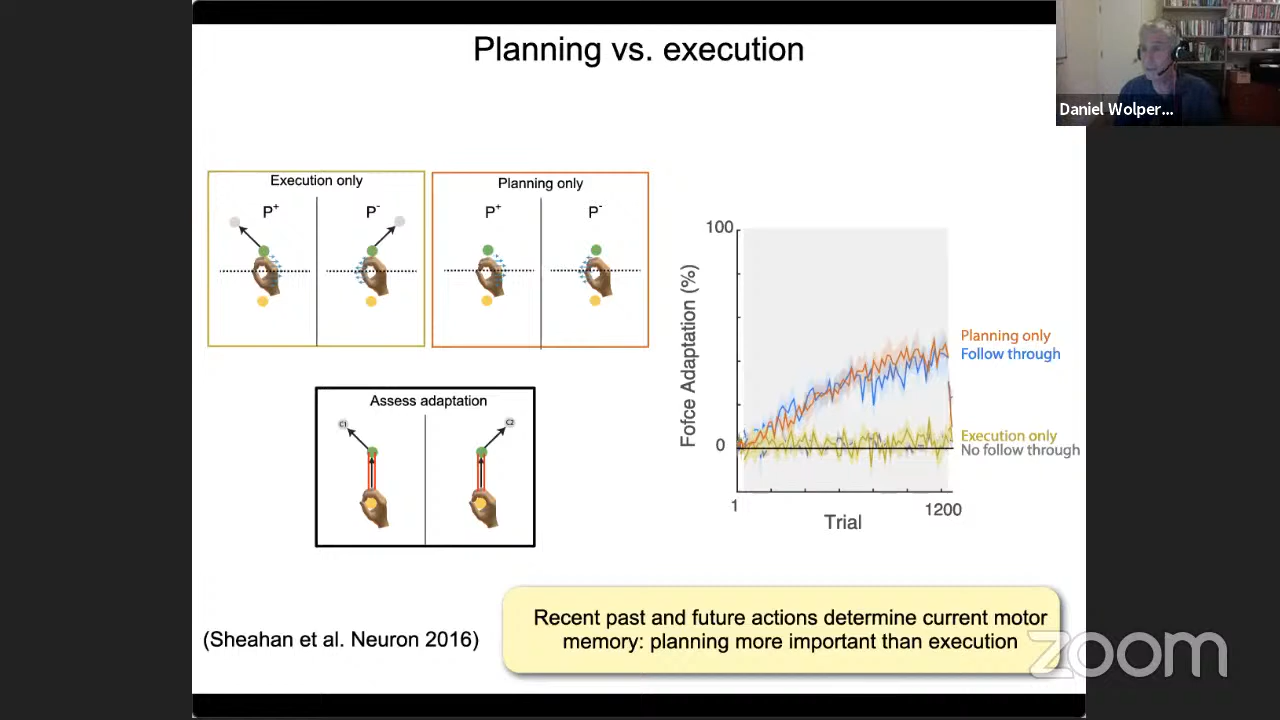 Planning vs. execution
Daniel Wolper...
Execution only
P+
P-
Planning only
P+
P-
Assess adaptation
C1
C2
100
0
Fofce Adaptation (%)
1
1200
Trial
Planning only
Follow through
Execution only
No follow through
(Sheahan et al. Neuron 2016)
Recent past and future actions determine current motor
memory: planning more important than execution
zoom